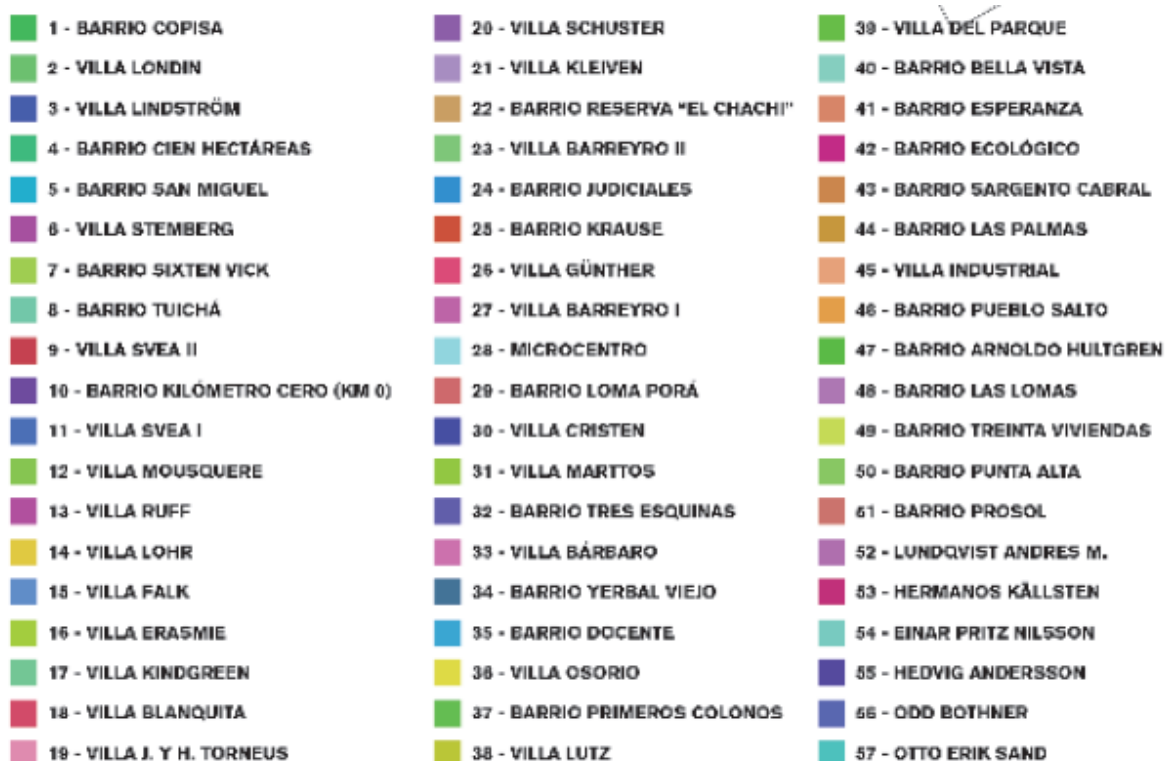 1 - BARRIO COPISA
2 - VILLA LONDIN
3 - VILLA LINDSTRÖM
4 - BARRIO CIEN HECTÁREAS
5 - BARRIO SAN MIGUEL
6 - VILLA STEMBERG
7 - BARRIO SIXTEN VICK
8 - BARRIO TUICHÁ
9 - VILLA SVEA II
10 - BARRIO KILÓMETRO CERO (KM 0)
11 - VILLA SVEA I
12 - VILLA MOUSQUERE
13 - VILLA RUFF
14 - VILLA LOHR
15 - VILLA FALK
16 - VILLA ERASMIE
17 - VILLA KINDGREEN
18 - VILLA BLANQUITA
19 - VILLA J. Y H. TORNEUS
20 - VILLA SCHUSTER
21 - VILLA KLEIVEN
22 - BARRIO RESERVA "EL CHACHI"
23 - VILLA BARREYRO II
24 - BARRIO JUDICIALES
25 - BARRIO KRAUSE
26 - VILLA GÜNTHER
27 - VILLA BARREYRO I
28 - MICROCENTRO
29 - BARRIO LOMA PORÁ
30 - VILLA CRISTEN
31 - VILLA MARTTOS
32 - BARRIO TRES ESQUINAS
33 - VILLA BÁRBARO
34 - BARRIO YERBAL VIEJO
35 - BARRIO DOCENTE
36 - VILLA OSORIO
37 - BARRIO PRIMEROS COLONOS
38 - VILLA LUTZ
39 - VILLA DEL PARQUE
40 - BARRIO BELLA VISTA
41 - BARRIO ESPERANZA
42 - BARRIO ECOLÓGICO
43 - BARRIO SARGENTO CABRAL
44 - BARRIO LAS PALMAS
45 - VILLA INDUSTRIAL
46 - BARRIO PUEBLO SALTO
47 - BARRIO ARNOLDO HULTGREN
48 - BARRIO LAS LOMAS
49 - BARRIO TREINTA VIVIENDAS
50 - BARRIO PUNTA ALTA
51 - BARRIO PROSOL
52 - LUNDQVIST ANDRES M.
53 - HERMANOS KÄLLSTEN
54 - EINAR PRITZ NILSSON
55 - HEDVIG ANDERSSON
56 - ODD BOTHNER
57 - OTTO ERIK SAND